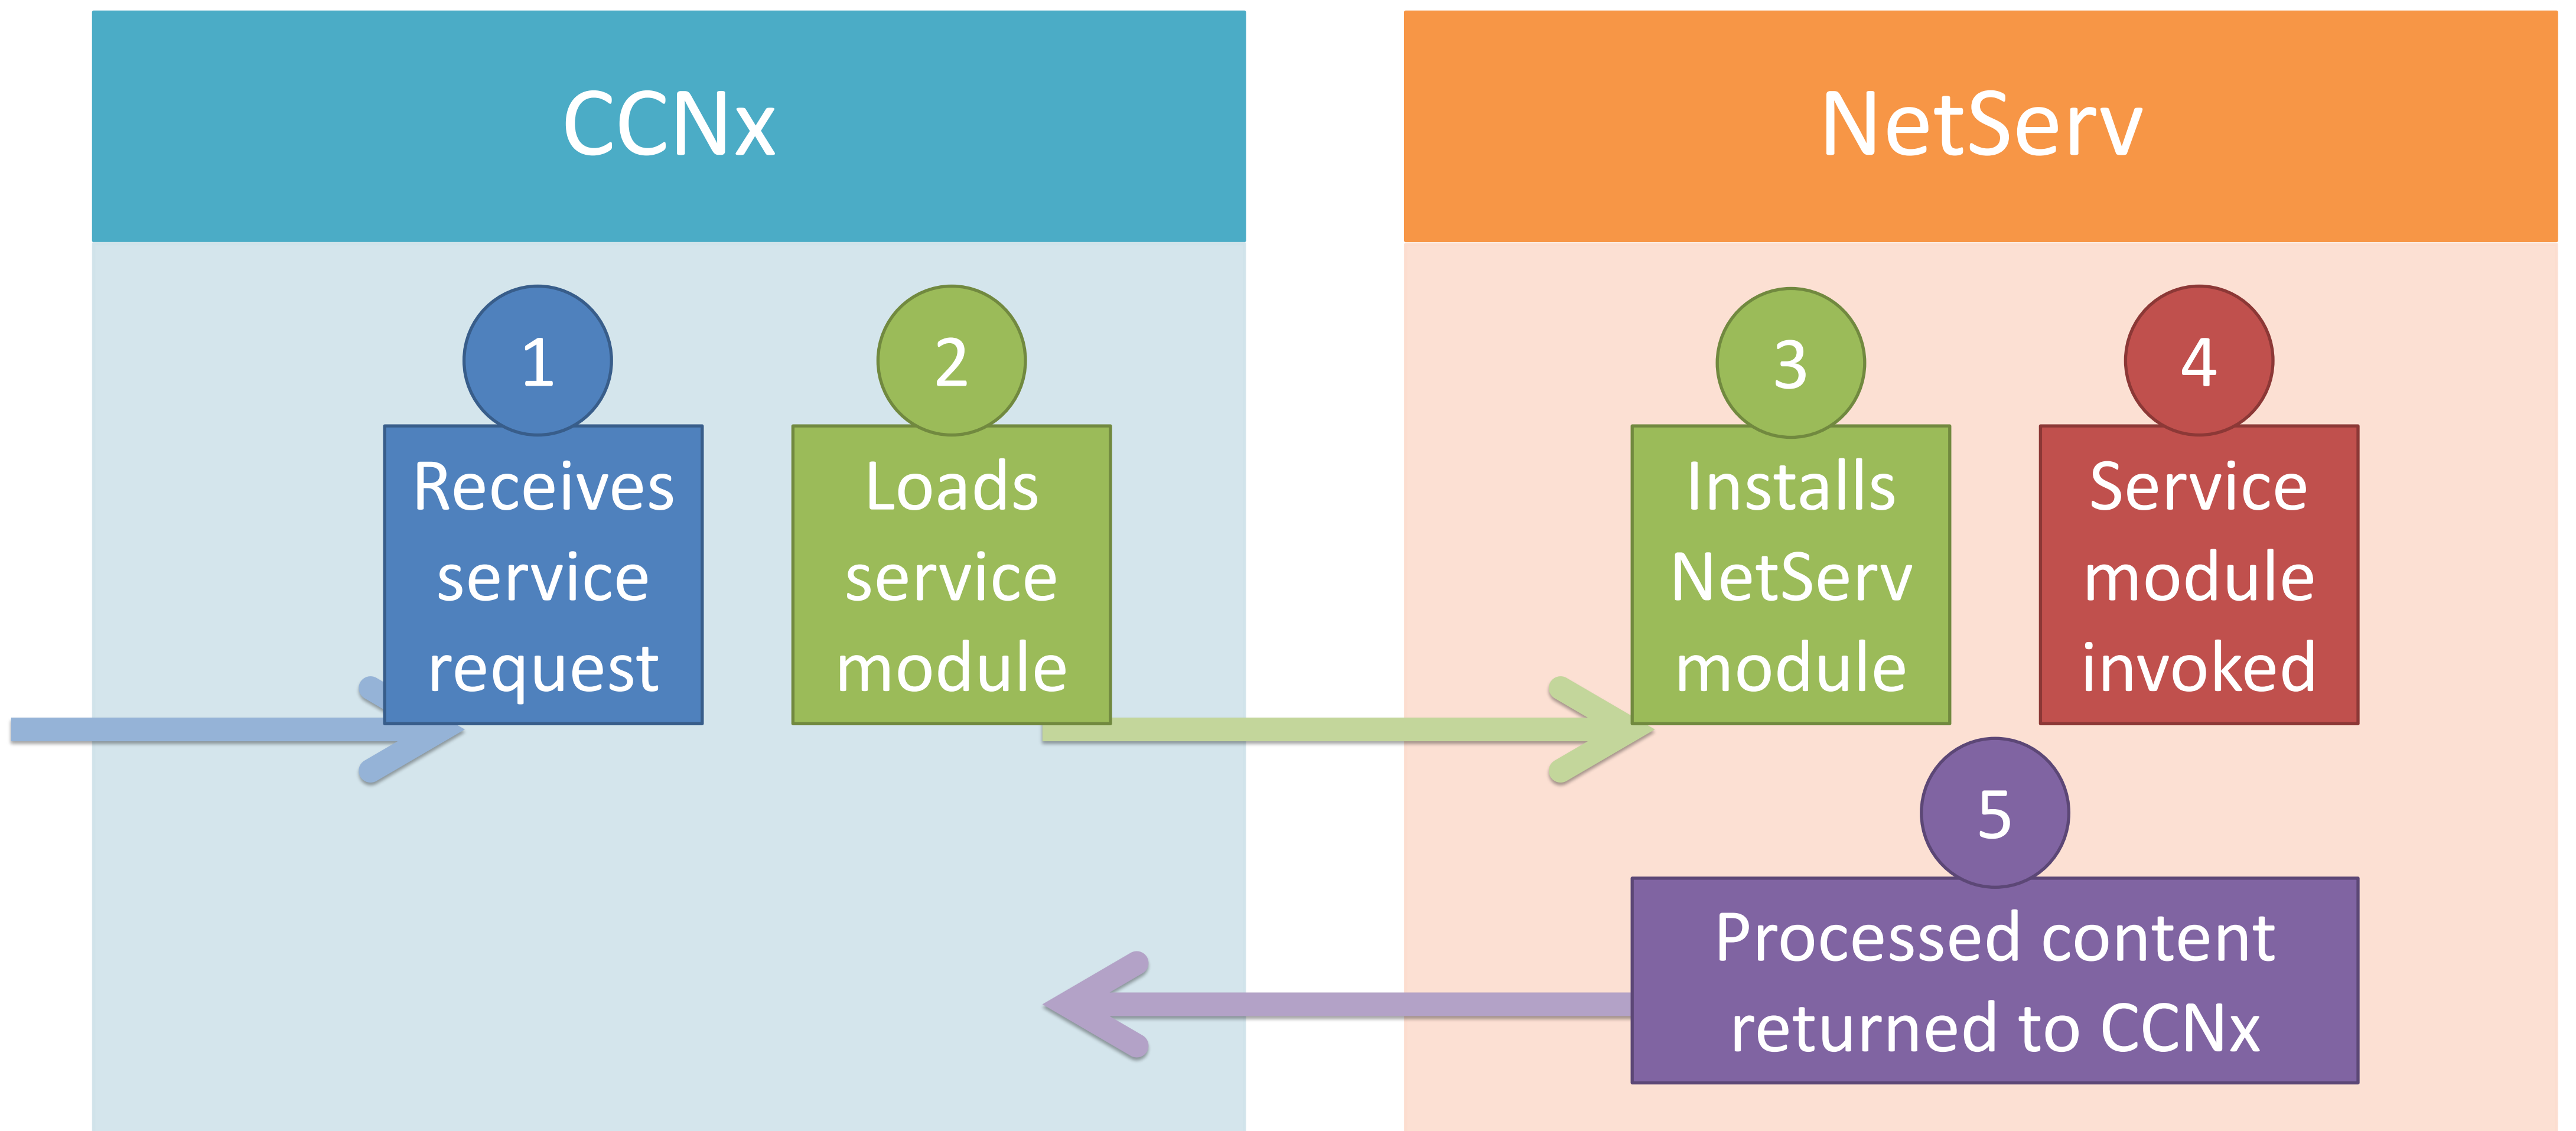 CCNx
1
Receives
service
request
2
Loads
service
module
NetServ
3
Installs
NetServ
module
4
Service
module
invoked
5
Processed content
returned to CCNx